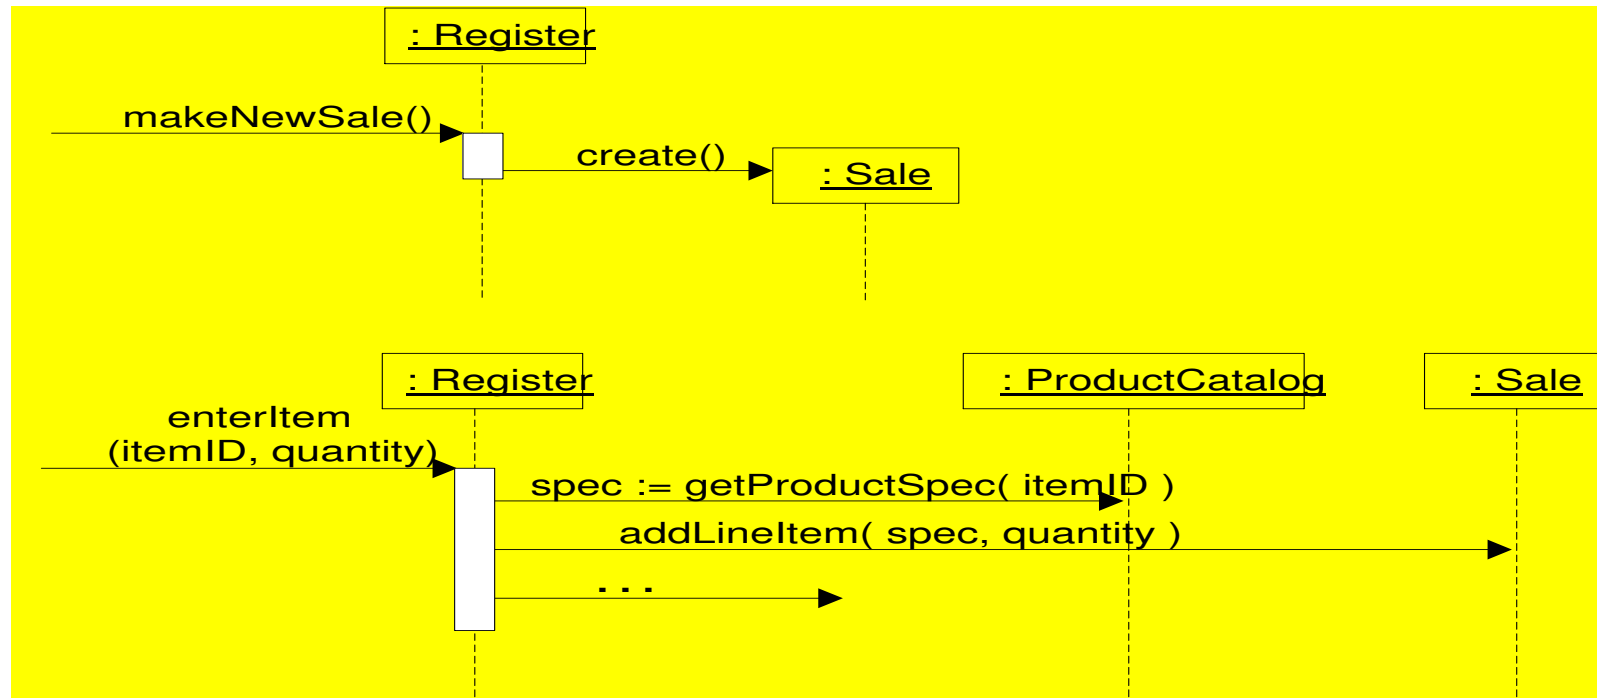 : Register
makeNewSale()
create()
: Sale
: Register
: ProductCatalog
: Sale
enterItem
(itemID, quantity)
spec := getProductSpec( itemID )
addLineItem( spec, quantity )
. . .